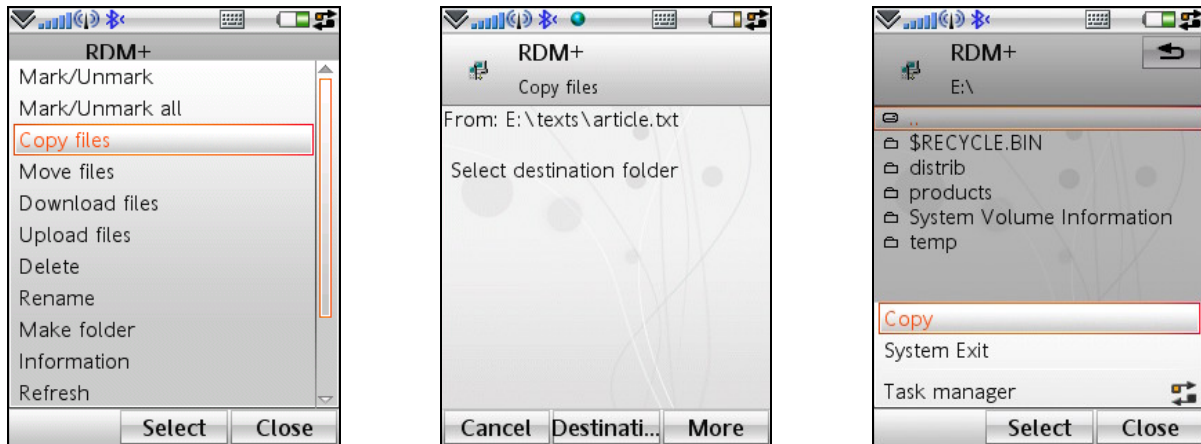 RDM+
Mark/Unmark
Mark/Unmark all
Copy files
Move files
Download files
Upload files
Delete
Rename
Make folder
Information
Refresh
Select Close
RDM+
Copy files
From: E:\texts\article.txt
Select destination folder
Cancel Destinati... More
RDM+
E:\
..
$RECYCLE.BIN
distrib
products
System Volume Information
temp
Copy
System Exit
Task manager
Select Close